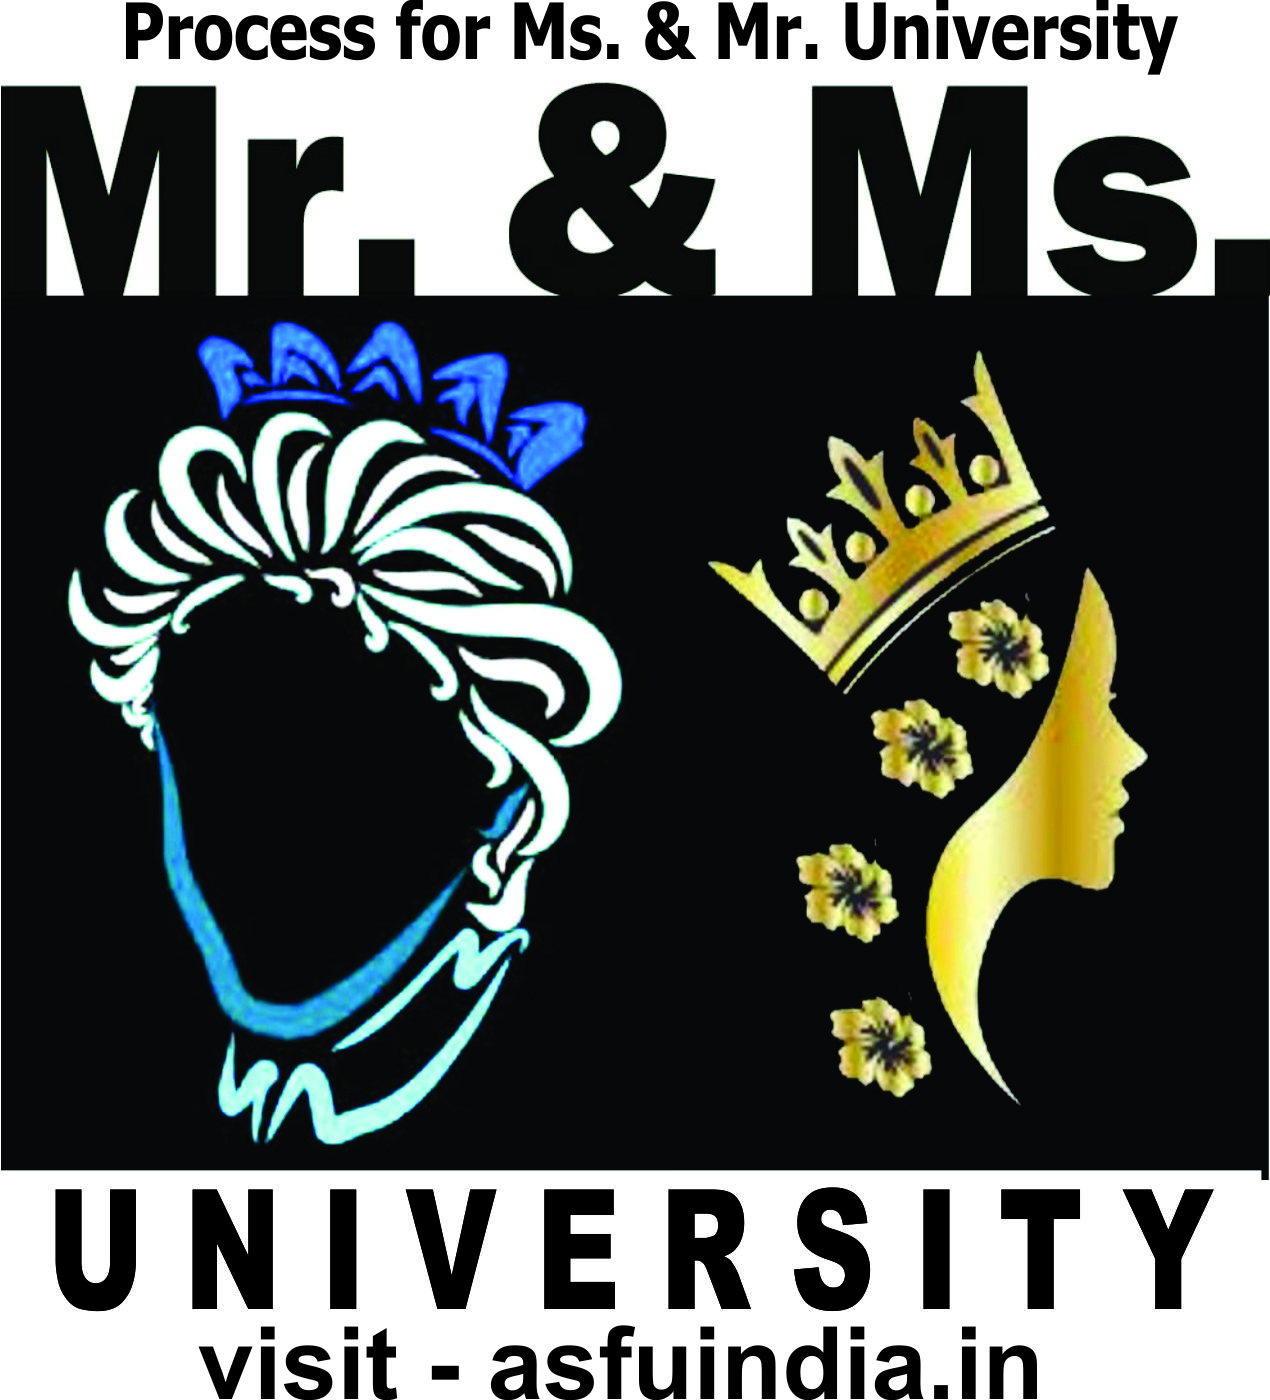 Process for Ms. & Mr. University
Mr. & Ms.
UNIVERSITY
visit - asfuindia.in